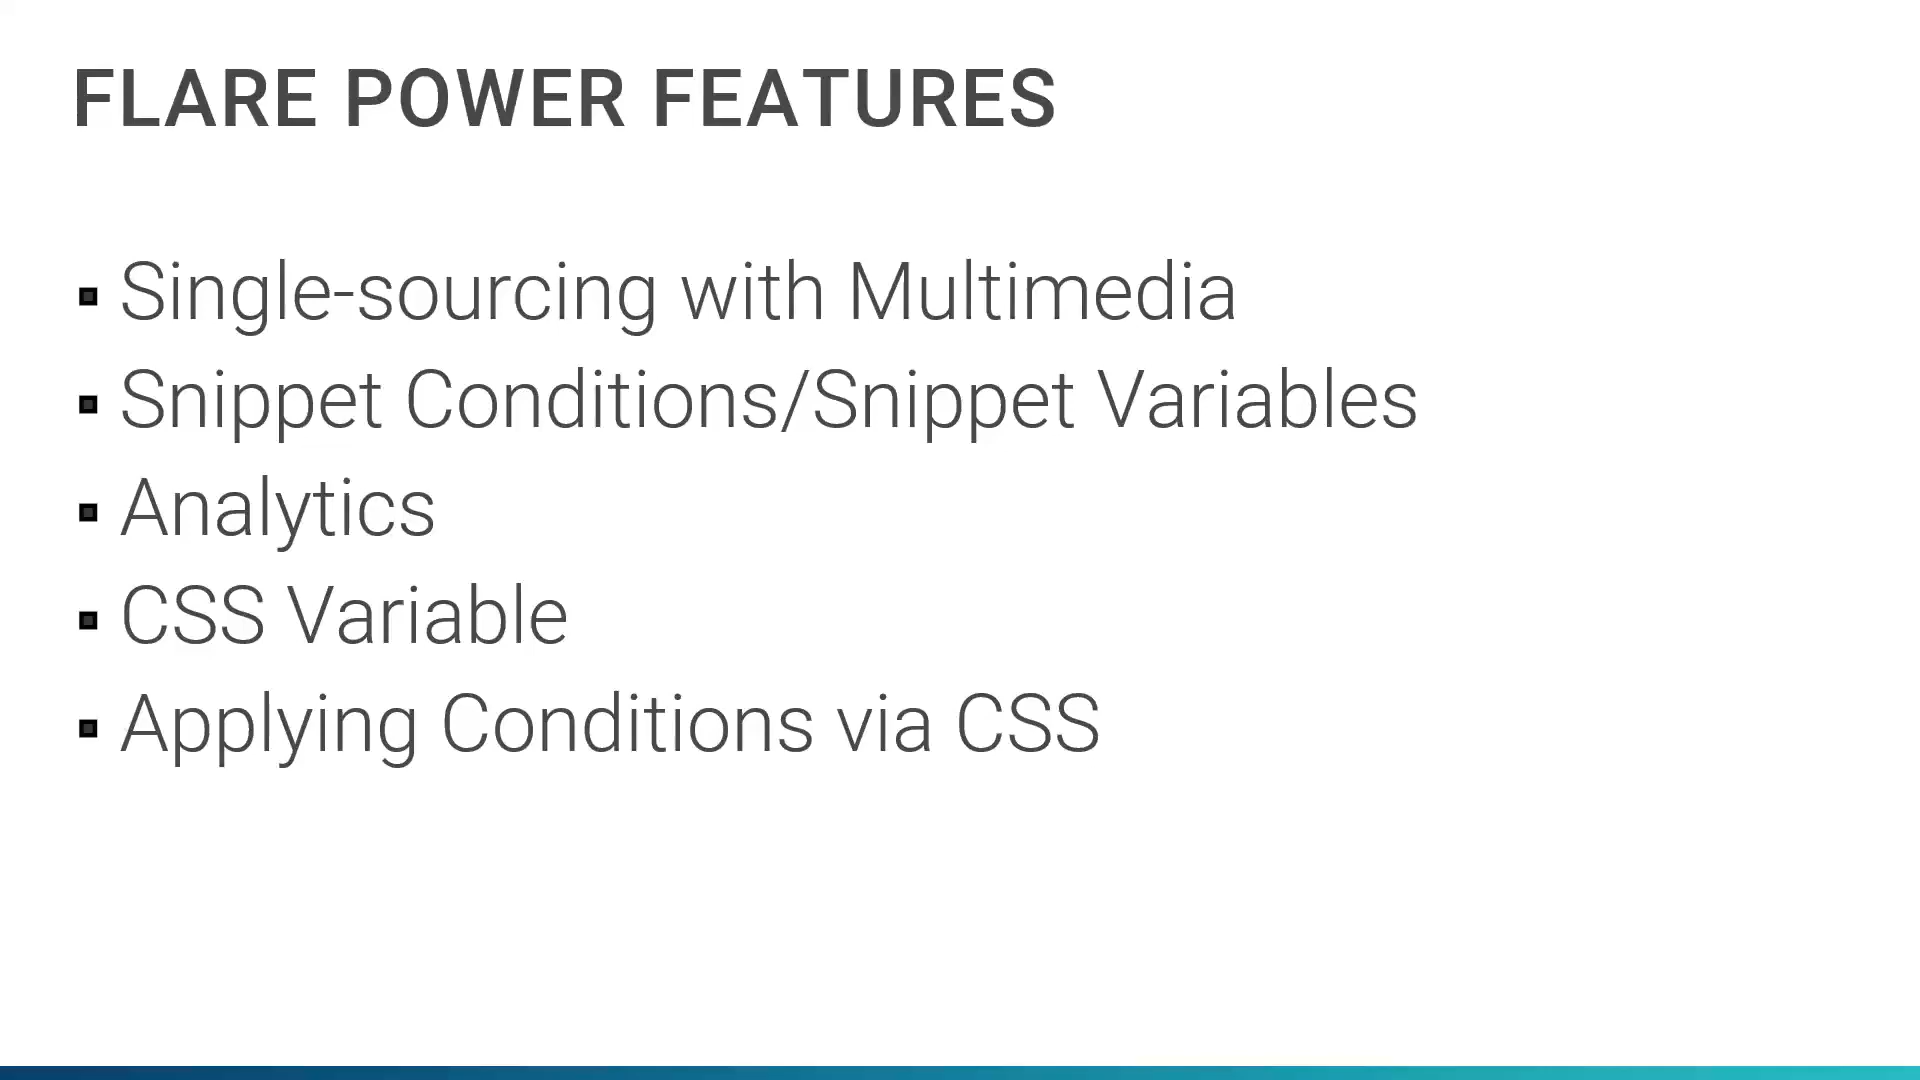 FLARE POWER FEATURES
▪ Single-sourcing with Multimedia
▪ Snippet Conditions/Snippet Variables
▪ Analytics
▪ CSS Variable
▪ Applying Conditions via CSS